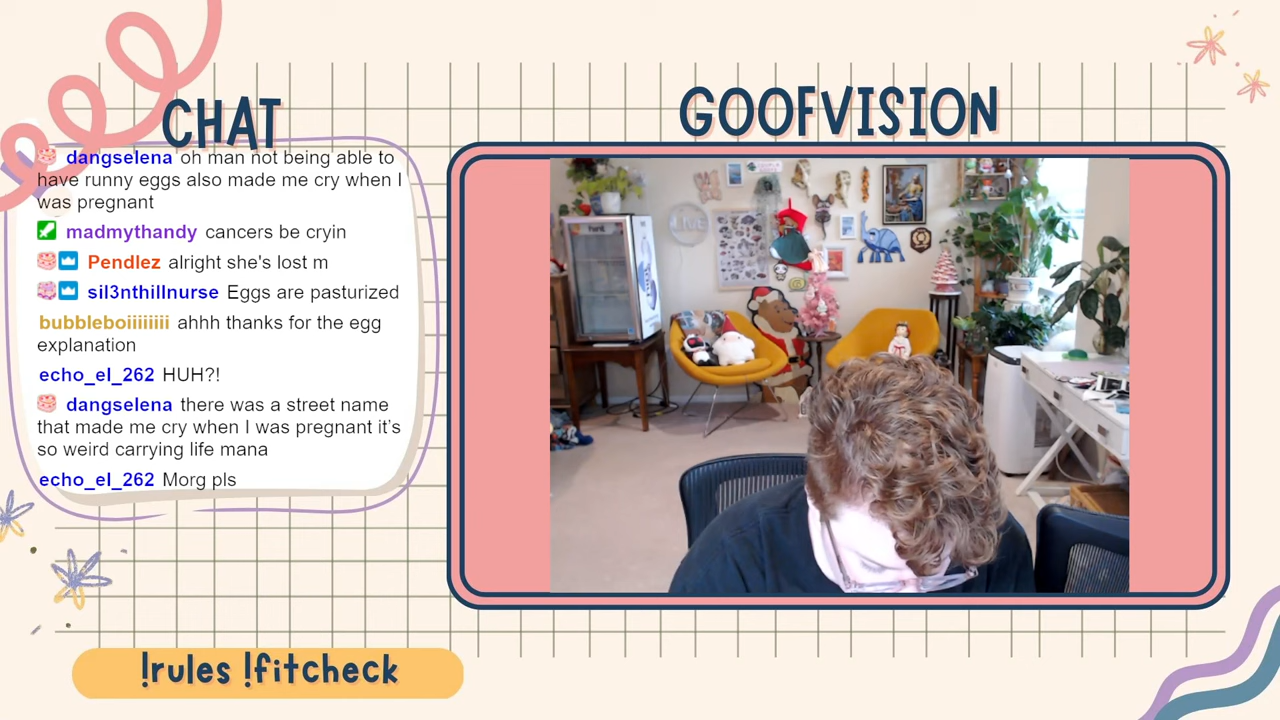 CHAT
GOOFVISION
dangselena oh man not being able to
have runny eggs also made me cry when I
was pregnant
madmythandy cancers be cryin
Pendlez alright she's lost m
sil3nthillnurse Eggs are pasturized
bubbleboiiiiiiii ahhh thanks for the egg
explanation
echo_el_262 HUH?!
dangselena there was a street name
that made me cry when I was pregnant it's
so weird carrying life mana
echo_el_262 Morg pls
!rules !fitcheck